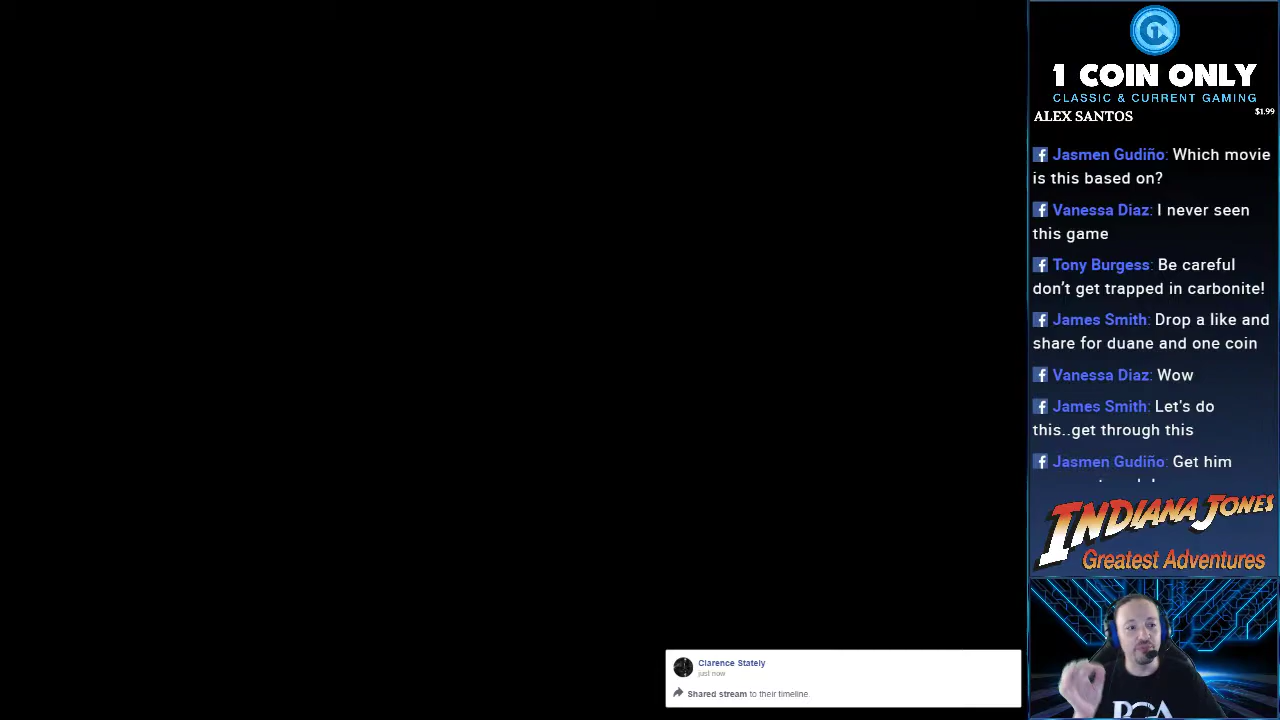 1 COIN ONLY
CLASSIC & CURRENT GAMING
ALEX SANTOS $1.99
Jasmen Gudiño: Which movie
is this based on?
Vanessa Diaz: I never seen
this game
Tony Burgess: Be careful
don't get trapped in carbonite!
James Smith: Drop a like and
share for duane and one coin
Vanessa Diaz: Wow
James Smith: Let's do
this..get through this
Jasmen Gudiño: Get him
INDIANA JONES
Greatest Adventures
Clarence Stately
just now
Shared stream to their timeline.